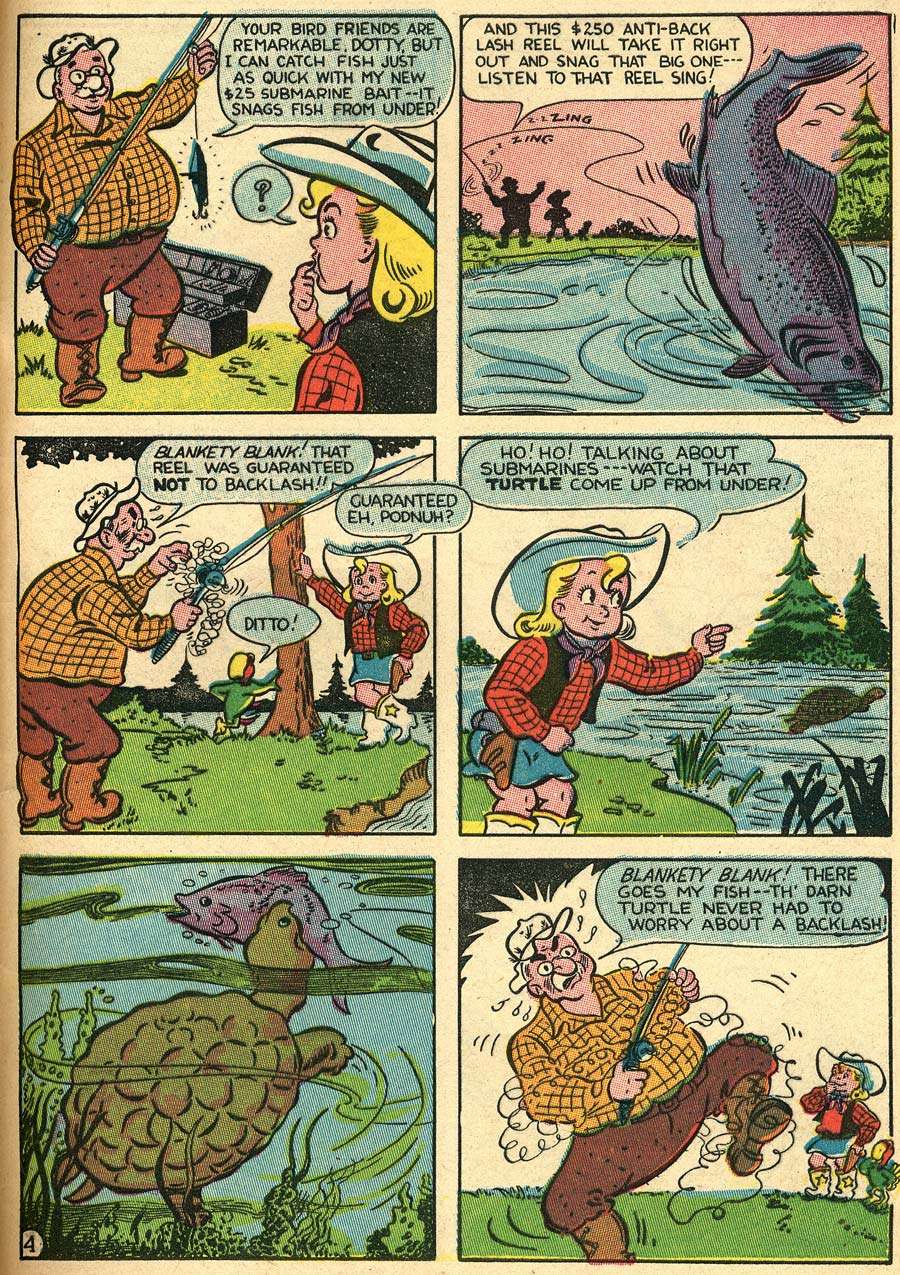 YOUR BIRD FRIENDS ARE
REMARKABLE, DOTTY, BUT
I CAN CATCH FISH JUST
AS QUICK WITH MY NEW
$25 SUBMARINE BAIT--IT
SNAGS FISH FROM UNDER!
?
AND THIS $250 ANTI-BACK
LASH REEL WILL TAKE IT RIGHT
OUT AND SNAG THAT BIG ONE---
LISTEN TO THAT REEL SING!
Z Z ZING
Z Z Z Z
ZING
BLANKETY BLANK! THAT
REEL WAS GUARANTEED
NOT TO BACKLASH!!
GUARANTEED
EH, PODNUH?
DITTO!
HO! HO! TALKING ABOUT
SUBMARINES---WATCH THAT
TURTLE COME UP FROM UNDER!
4
BLANKETY BLANK! THERE
GOES MY FISH--TH' DARN
TURTLE NEVER HAD TO
WORRY ABOUT A BACKLASH!